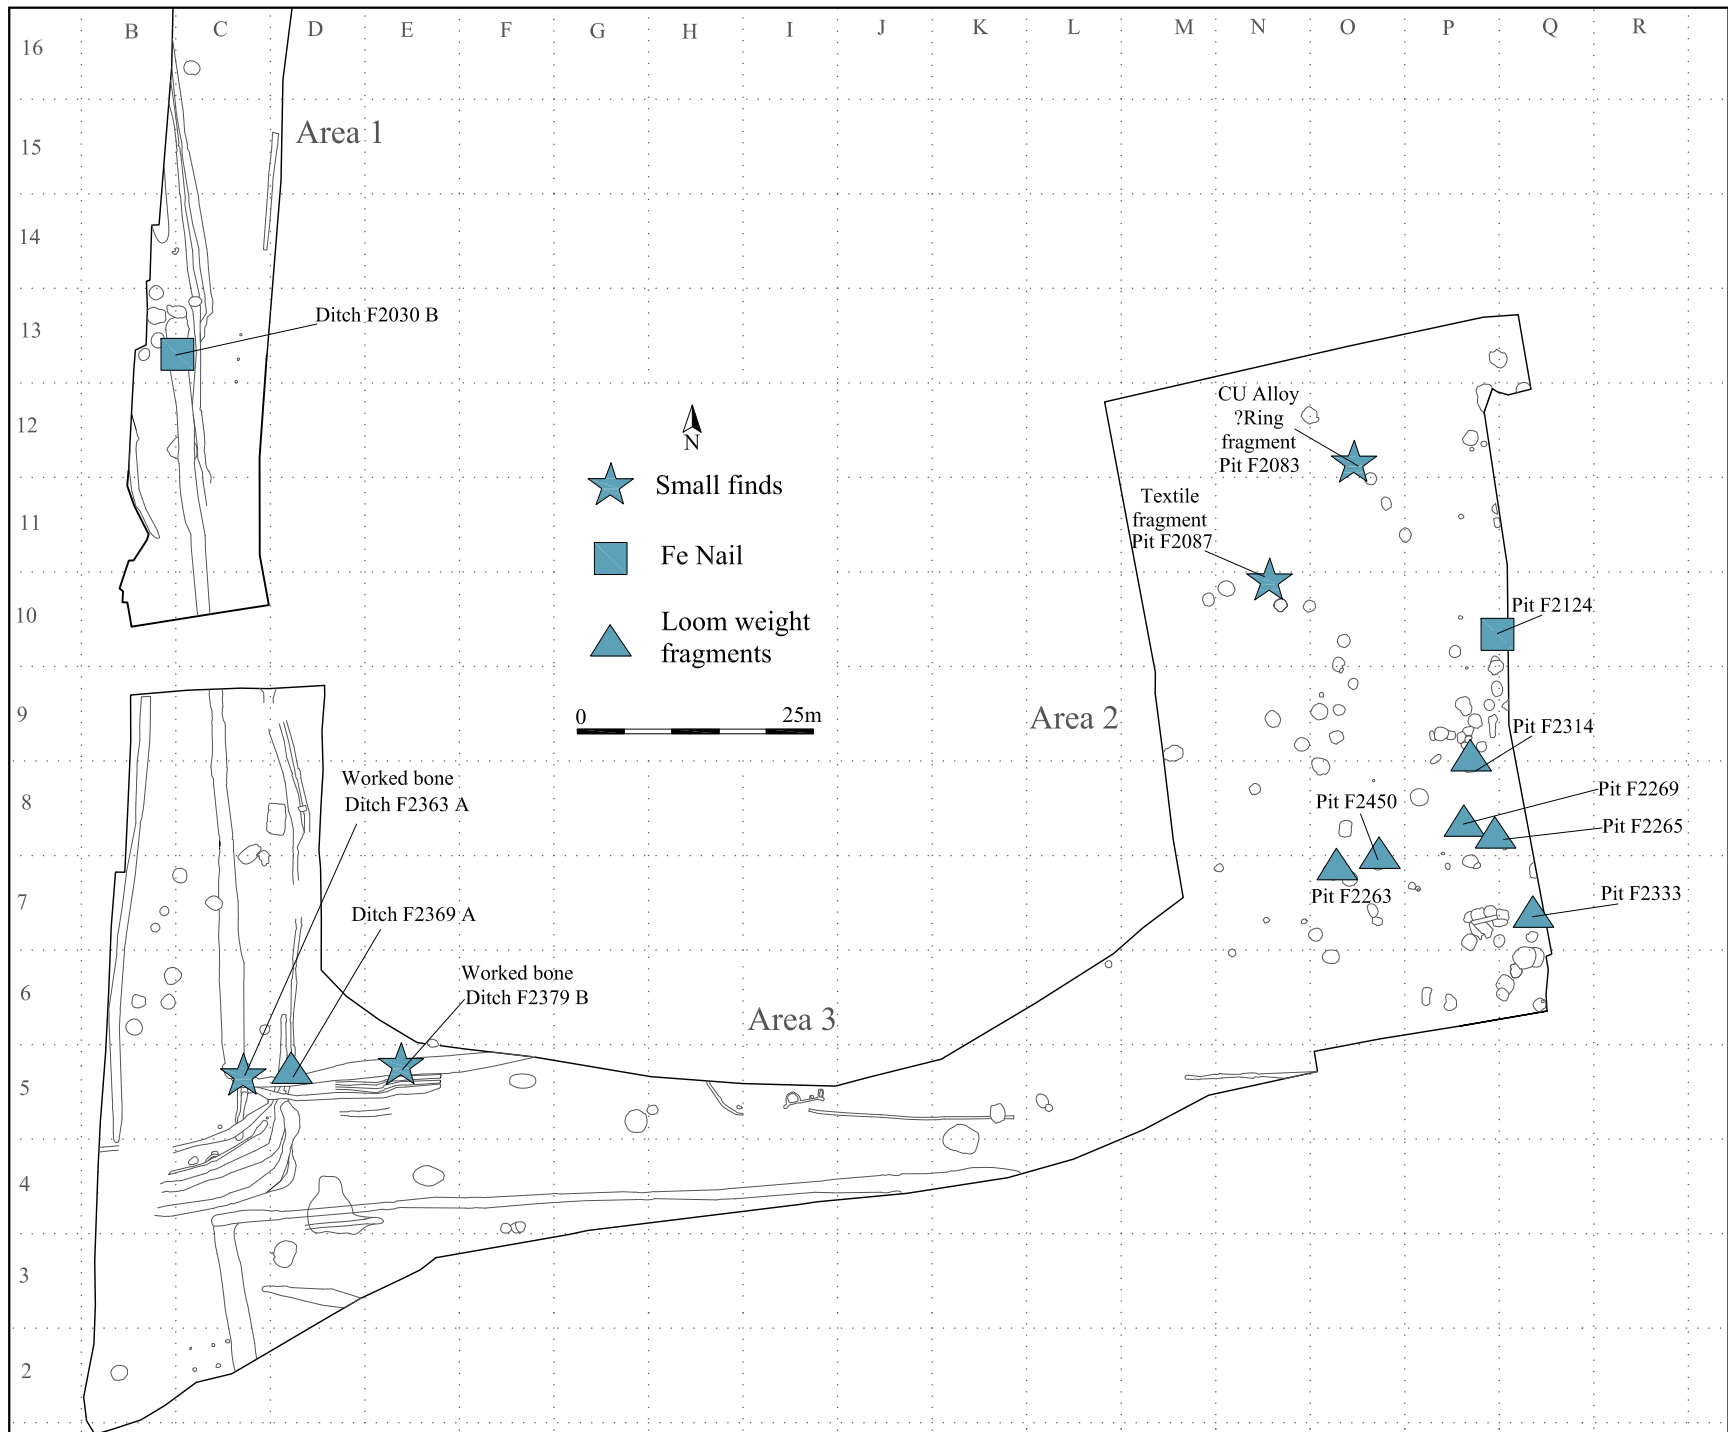 B C D E F G H I J K L M N O P Q R
16
15
14
13
12
11
10
9
8
7
6
5
4
3
2
Area 1
Ditch F2030 B
N
Small finds
Fe Nail
Loom weight
fragments
0 25m
CU Alloy
?Ring
fragment
Pit F2083
Textile
fragment
Pit F2087
Pit F2124
Area 2
Pit F2314
Pit F2269
Pit F2450
Pit F2265
Pit F2263
Pit F2333
Worked bone
Ditch F2363 A
Ditch F2369 A
Worked bone
Ditch F2379 B
Area 3